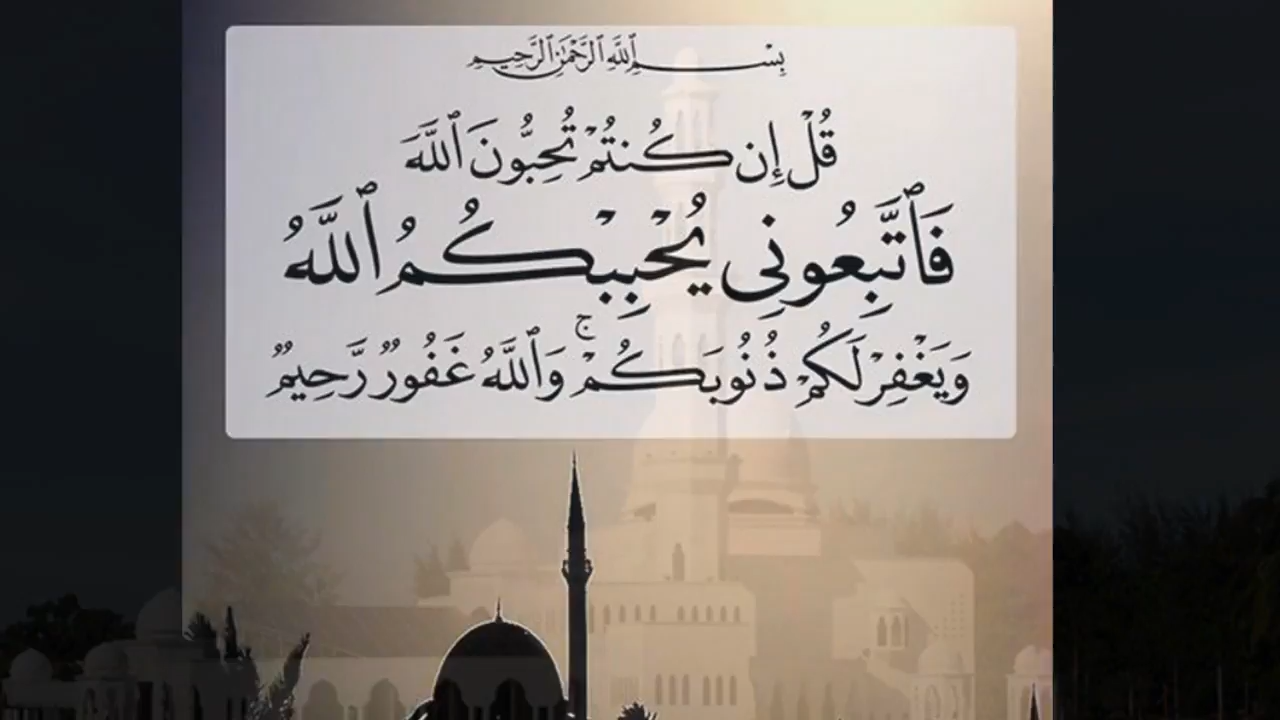 بِسْمِ ٱللَّهِ ٱلرَّحْمَٰنِ ٱلرَّحِيمِ
قُلْ إِن كُنتُمْ تُحِبُّونَ ٱللَّهَ
فَٱتَّبِعُونِى يُحْبِبْكُمُ ٱللَّهُ
وَيَغْفِرْ لَكُمْ ذُنُوبَكُمْ ۚ وَٱللَّهُ غَفُورٌ رَّحِيمٌ